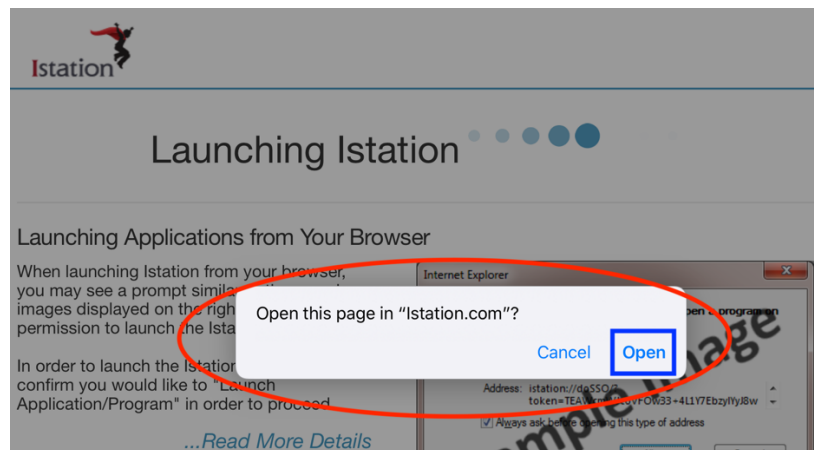 Istation
Launching Istation
Launching Applications from Your Browser
When launching Istation from your browser,
you may see a prompt simila
images displayed on the righ
permission to launch the Ista
In order to launch the Istation
confirm you would like to "Launch
Application/Program" in order to proceed
...Read More Details
Internet Explorer
program on
Open this page in “Istation.com”?
Cancel
Open
Address: istation://doSSO/?
Always ask before opening this type of address